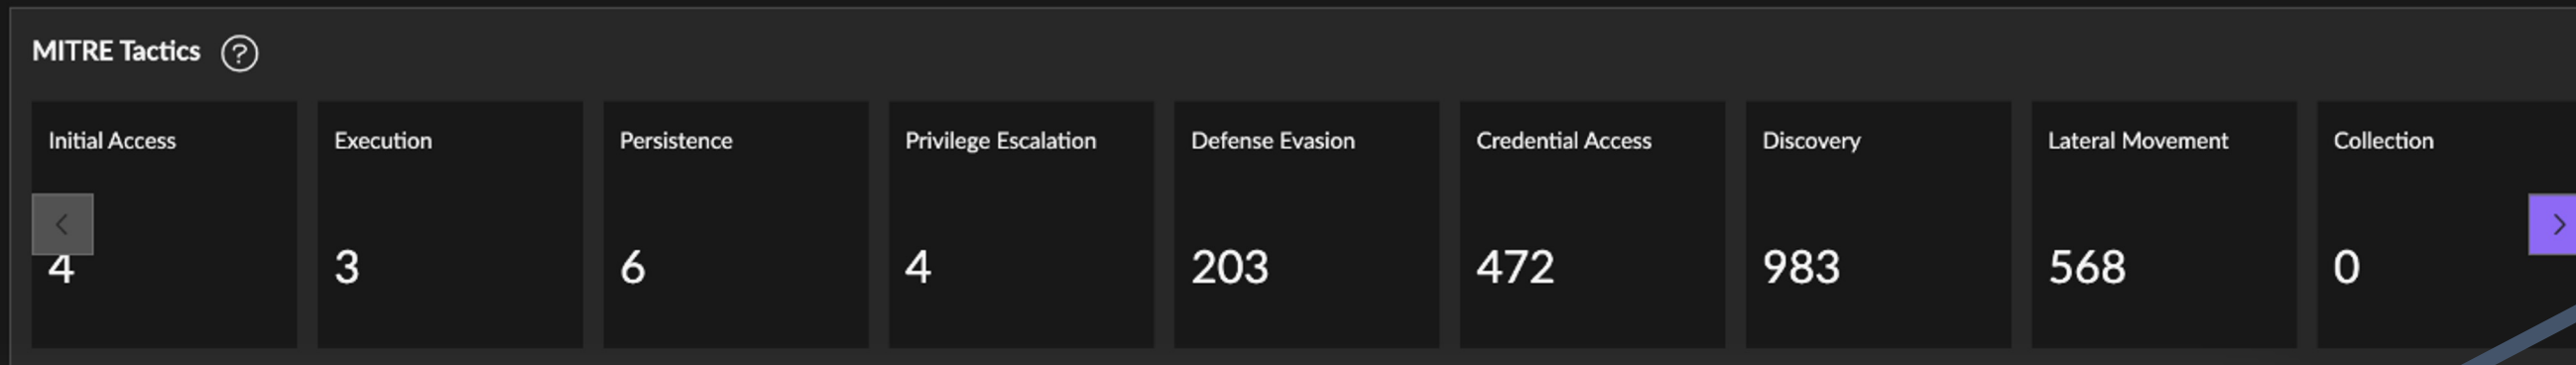 MITRE Tactics ?
Initial Access
Execution
Persistence
Privilege Escalation
Defense Evasion
Credential Access
Discovery
Lateral Movement
Collection
4
3
6
4
203
472
983
568
0